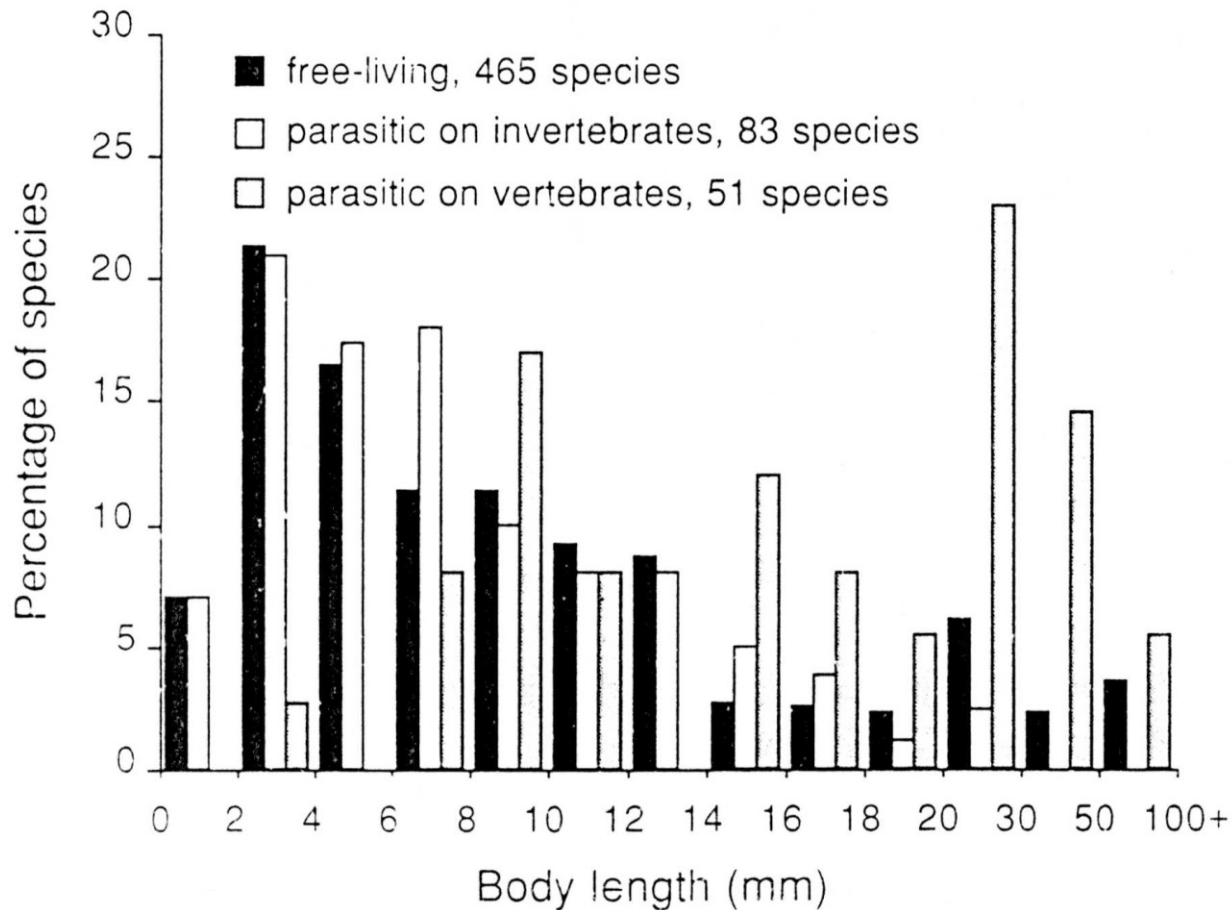 30
25
20
15
10
5
0
Percentage of species
free-living, 465 species
parasitic on invertebrates, 83 species
parasitic on vertebrates, 51 species
0 2 4 6 8 10 12 14 16 18 20 30 50 100+
Body length (mm)